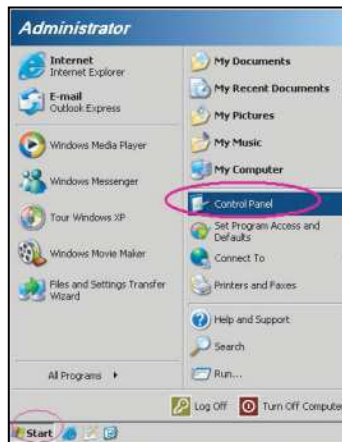 Administrator
Internet
Internet Explorer
E-mail
Outlook Express
Windows Media Player
Windows Messenger
Tour Windows XP
Windows Movie Maker
Files and Settings Transfer
Wizard
All Programs
My Documents
My Recent Documents
My Pictures
My Music
My Computer
Control Panel
Set Program Access and
Defaults
Connect To
Printers and Faxes
Help and Support
Search
Run...
Log Off
Turn Off Computer
Start